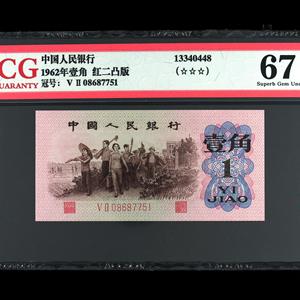 CG
UARANTY
中国人民银行
1962年壹角 红二凸版
冠号: V II 08687751
13340448
(☆☆☆)
67
Superb Gem Unc
中國人民銀行
壹角
1
YI
JIAO
V II 08687751